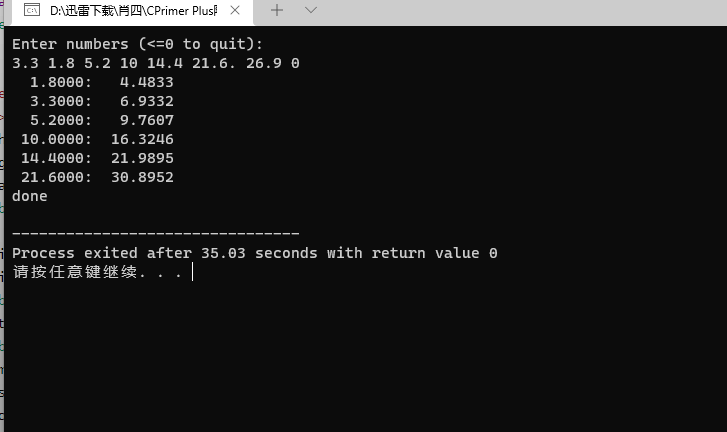 D:\迅雷下载\肖四\CPrimer Plus
Enter numbers (<=0 to quit):
3.3 1.8 5.2 10 14.4 21.6. 26.9 0
1.8000: 4.4833
3.3000: 6.9332
5.2000: 9.7607
10.0000: 16.3246
14.4000: 21.9895
21.6000: 30.8952
done
--------------------------------
Process exited after 35.03 seconds with return value 0
请按任意键继续. . .